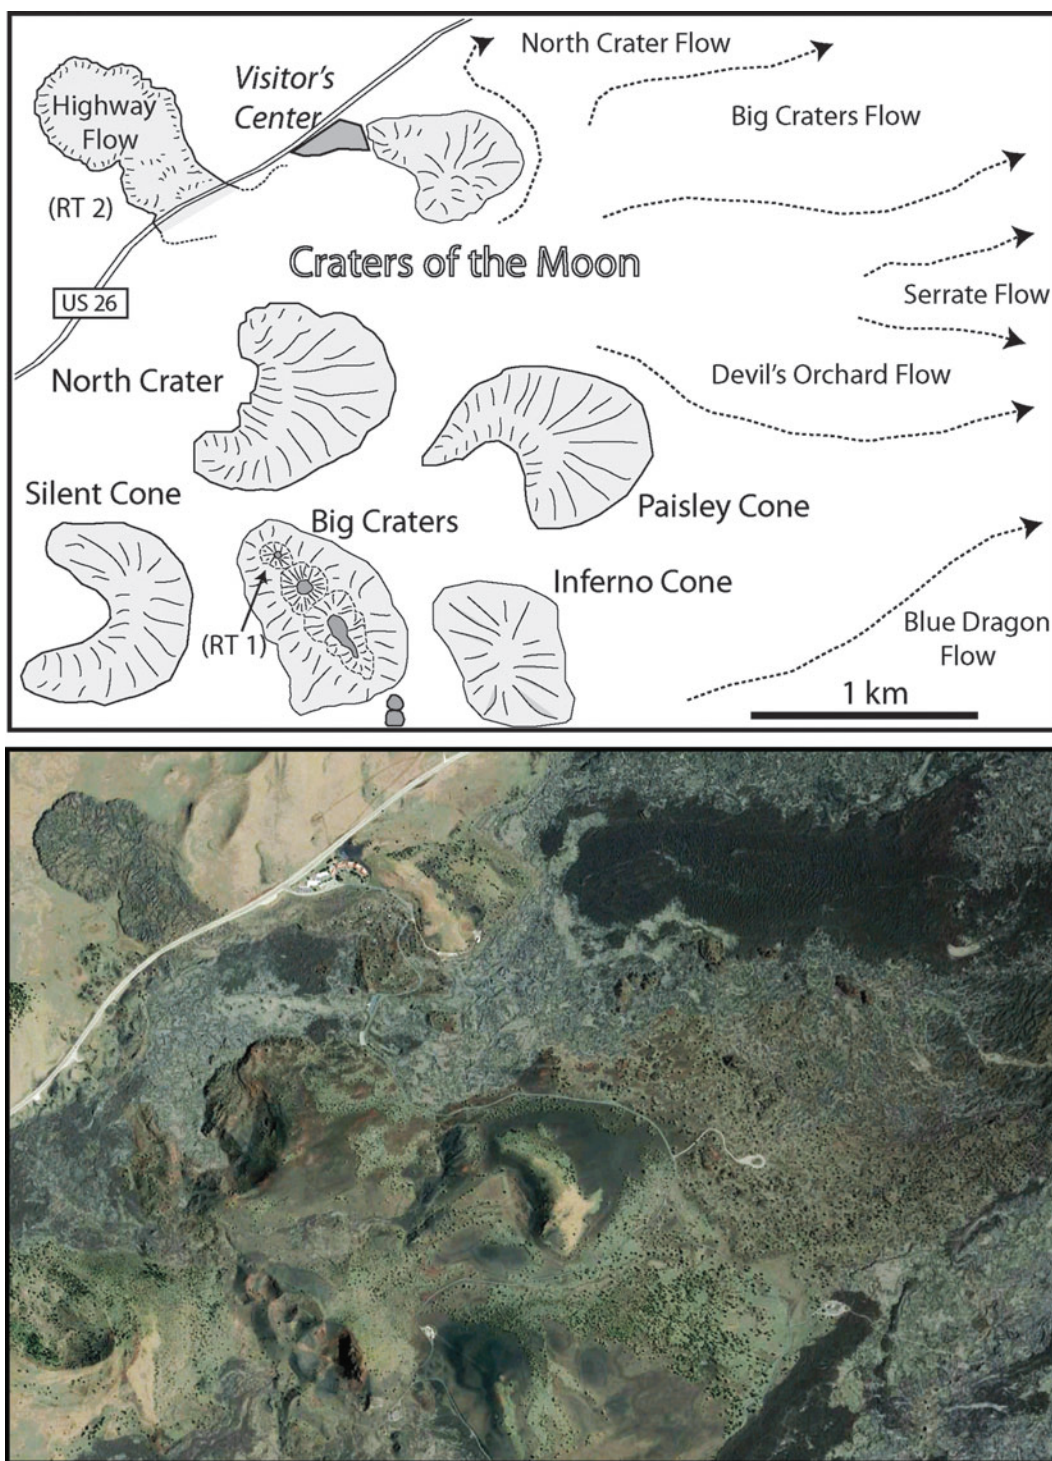 North Crater Flow
Visitor's
Center
Highway
Flow
Big Craters Flow
(RT 2)
Craters of the Moon
US 26
Serrate Flow
North Crater
Devil's Orchard Flow
Silent Cone
Big Craters
Paisley Cone
Inferno Cone
(RT 1)
Blue Dragon
Flow
1 km